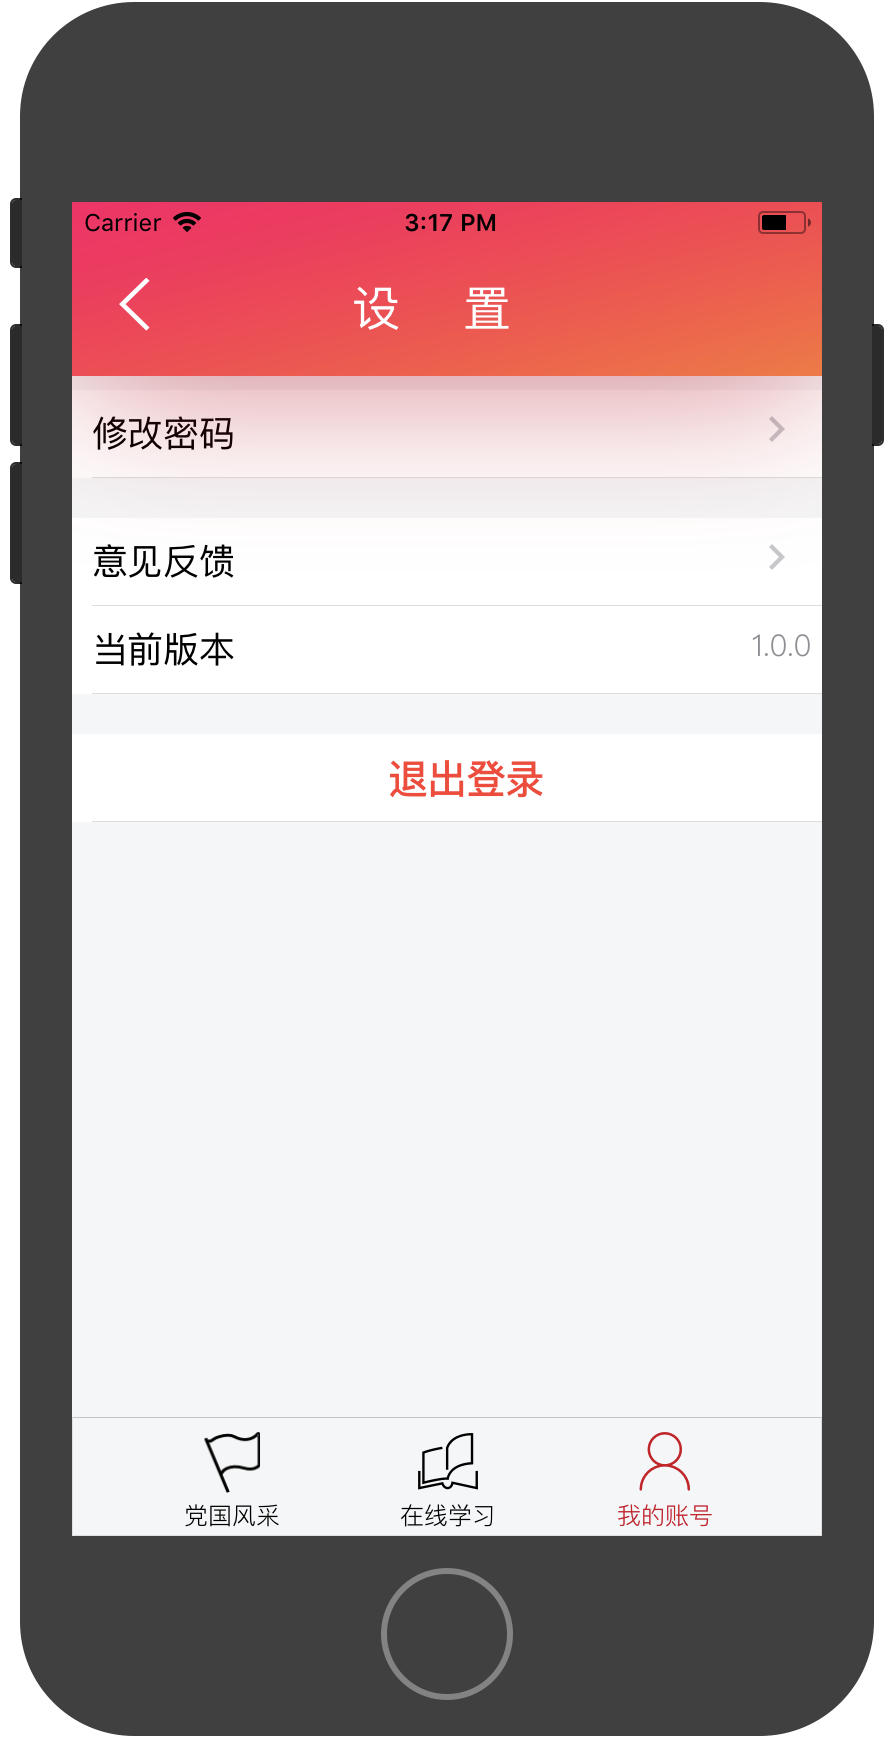 Carrier 3:17 PM
设 置
修改密码
意见反馈
当前版本 1.0.0
退出登录
党国风采 在线学习 我的账号